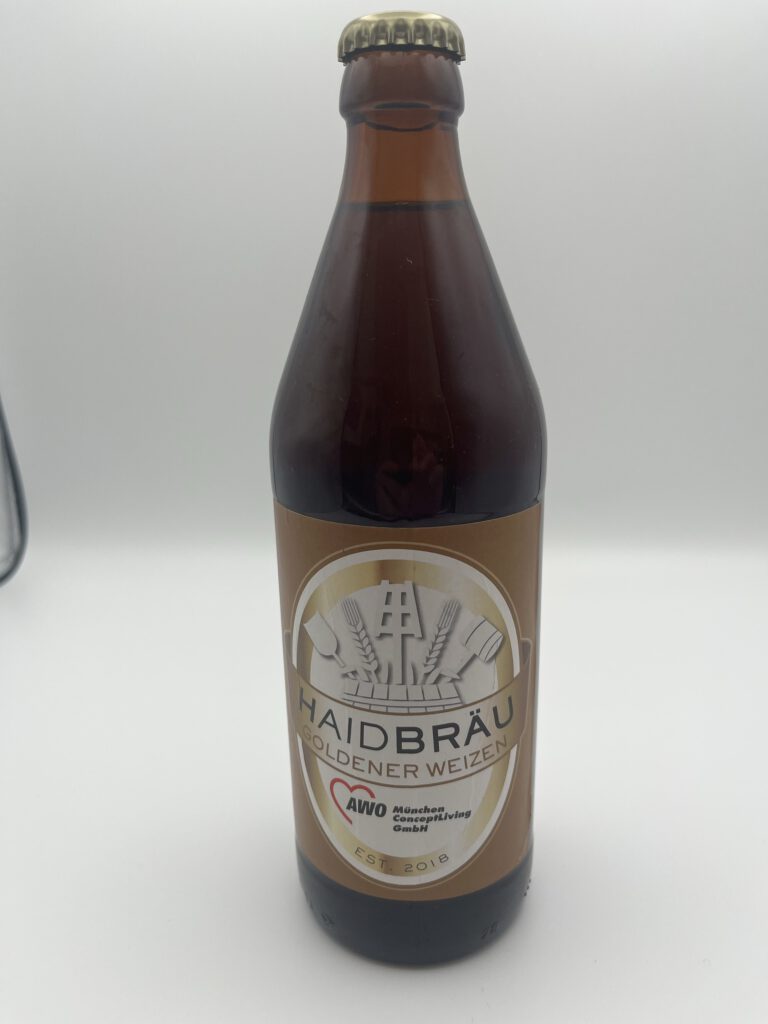 HAIDBRÄU
GOLDENER WEIZEN
AWO München
ConceptLiving
GmbH
EST. 2018